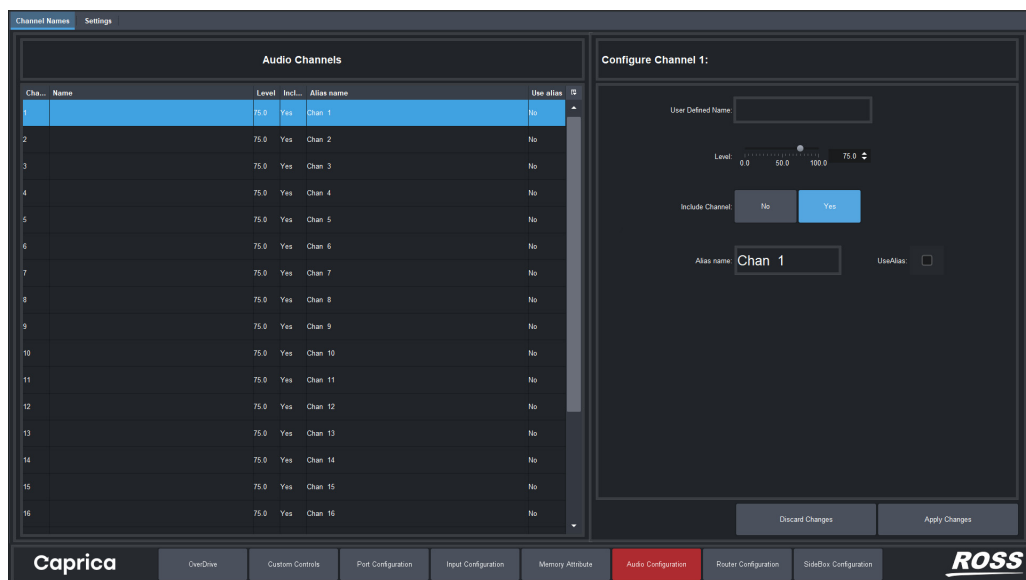 Channel Names Settings
Audio Channels
Cha... Name Level Incl... Alias name Use alias
1 75.0 Yes Chan 1 No
2 75.0 Yes Chan 2 No
3 75.0 Yes Chan 3 No
4 75.0 Yes Chan 4 No
5 75.0 Yes Chan 5 No
6 75.0 Yes Chan 6 No
7 75.0 Yes Chan 7 No
8 75.0 Yes Chan 8 No
9 75.0 Yes Chan 9 No
10 75.0 Yes Chan 10 No
11 75.0 Yes Chan 11 No
12 75.0 Yes Chan 12 No
13 75.0 Yes Chan 13 No
14 75.0 Yes Chan 14 No
15 75.0 Yes Chan 15 No
16 75.0 Yes Chan 16 No
Configure Channel 1:
User Defined Name:
Level: 75.0
0.0 50.0 100.0
Include Channel: No Yes
Alias name: Chan 1 UseAlias:
Discard Changes Apply Changes
Caprica OverDrive Custom Controls Port Configuration Input Configuration Memory Attribute Audio Configuration Router Configuration SideBox Configuration ROSS